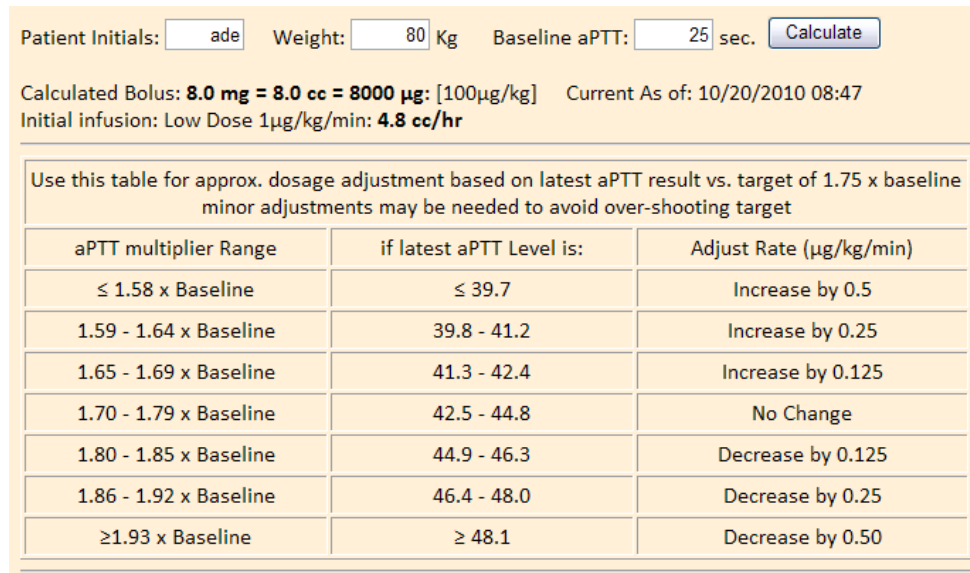 Patient Initials: ade Weight: 80 Kg Baseline aPTT: 25 sec. Calculate
Calculated Bolus: 8.0 mg = 8.0 cc = 8000 µg: [100µg/kg] Current As of: 10/20/2010 08:47
Initial infusion: Low Dose 1µg/kg/min: 4.8 cc/hr
Use this table for approx. dosage adjustment based on latest aPTT result vs. target of 1.75 x baseline
minor adjustments may be needed to avoid over-shooting target
aPTT multiplier Range if latest aPTT Level is: Adjust Rate (µg/kg/min)
≤ 1.58 x Baseline ≤ 39.7 Increase by 0.5
1.59 - 1.64 x Baseline 39.8 - 41.2 Increase by 0.25
1.65 - 1.69 x Baseline 41.3 - 42.4 Increase by 0.125
1.70 - 1.79 x Baseline 42.5 - 44.8 No Change
1.80 - 1.85 x Baseline 44.9 - 46.3 Decrease by 0.125
1.86 - 1.92 x Baseline 46.4 - 48.0 Decrease by 0.25
≥1.93 x Baseline ≥ 48.1 Decrease by 0.50